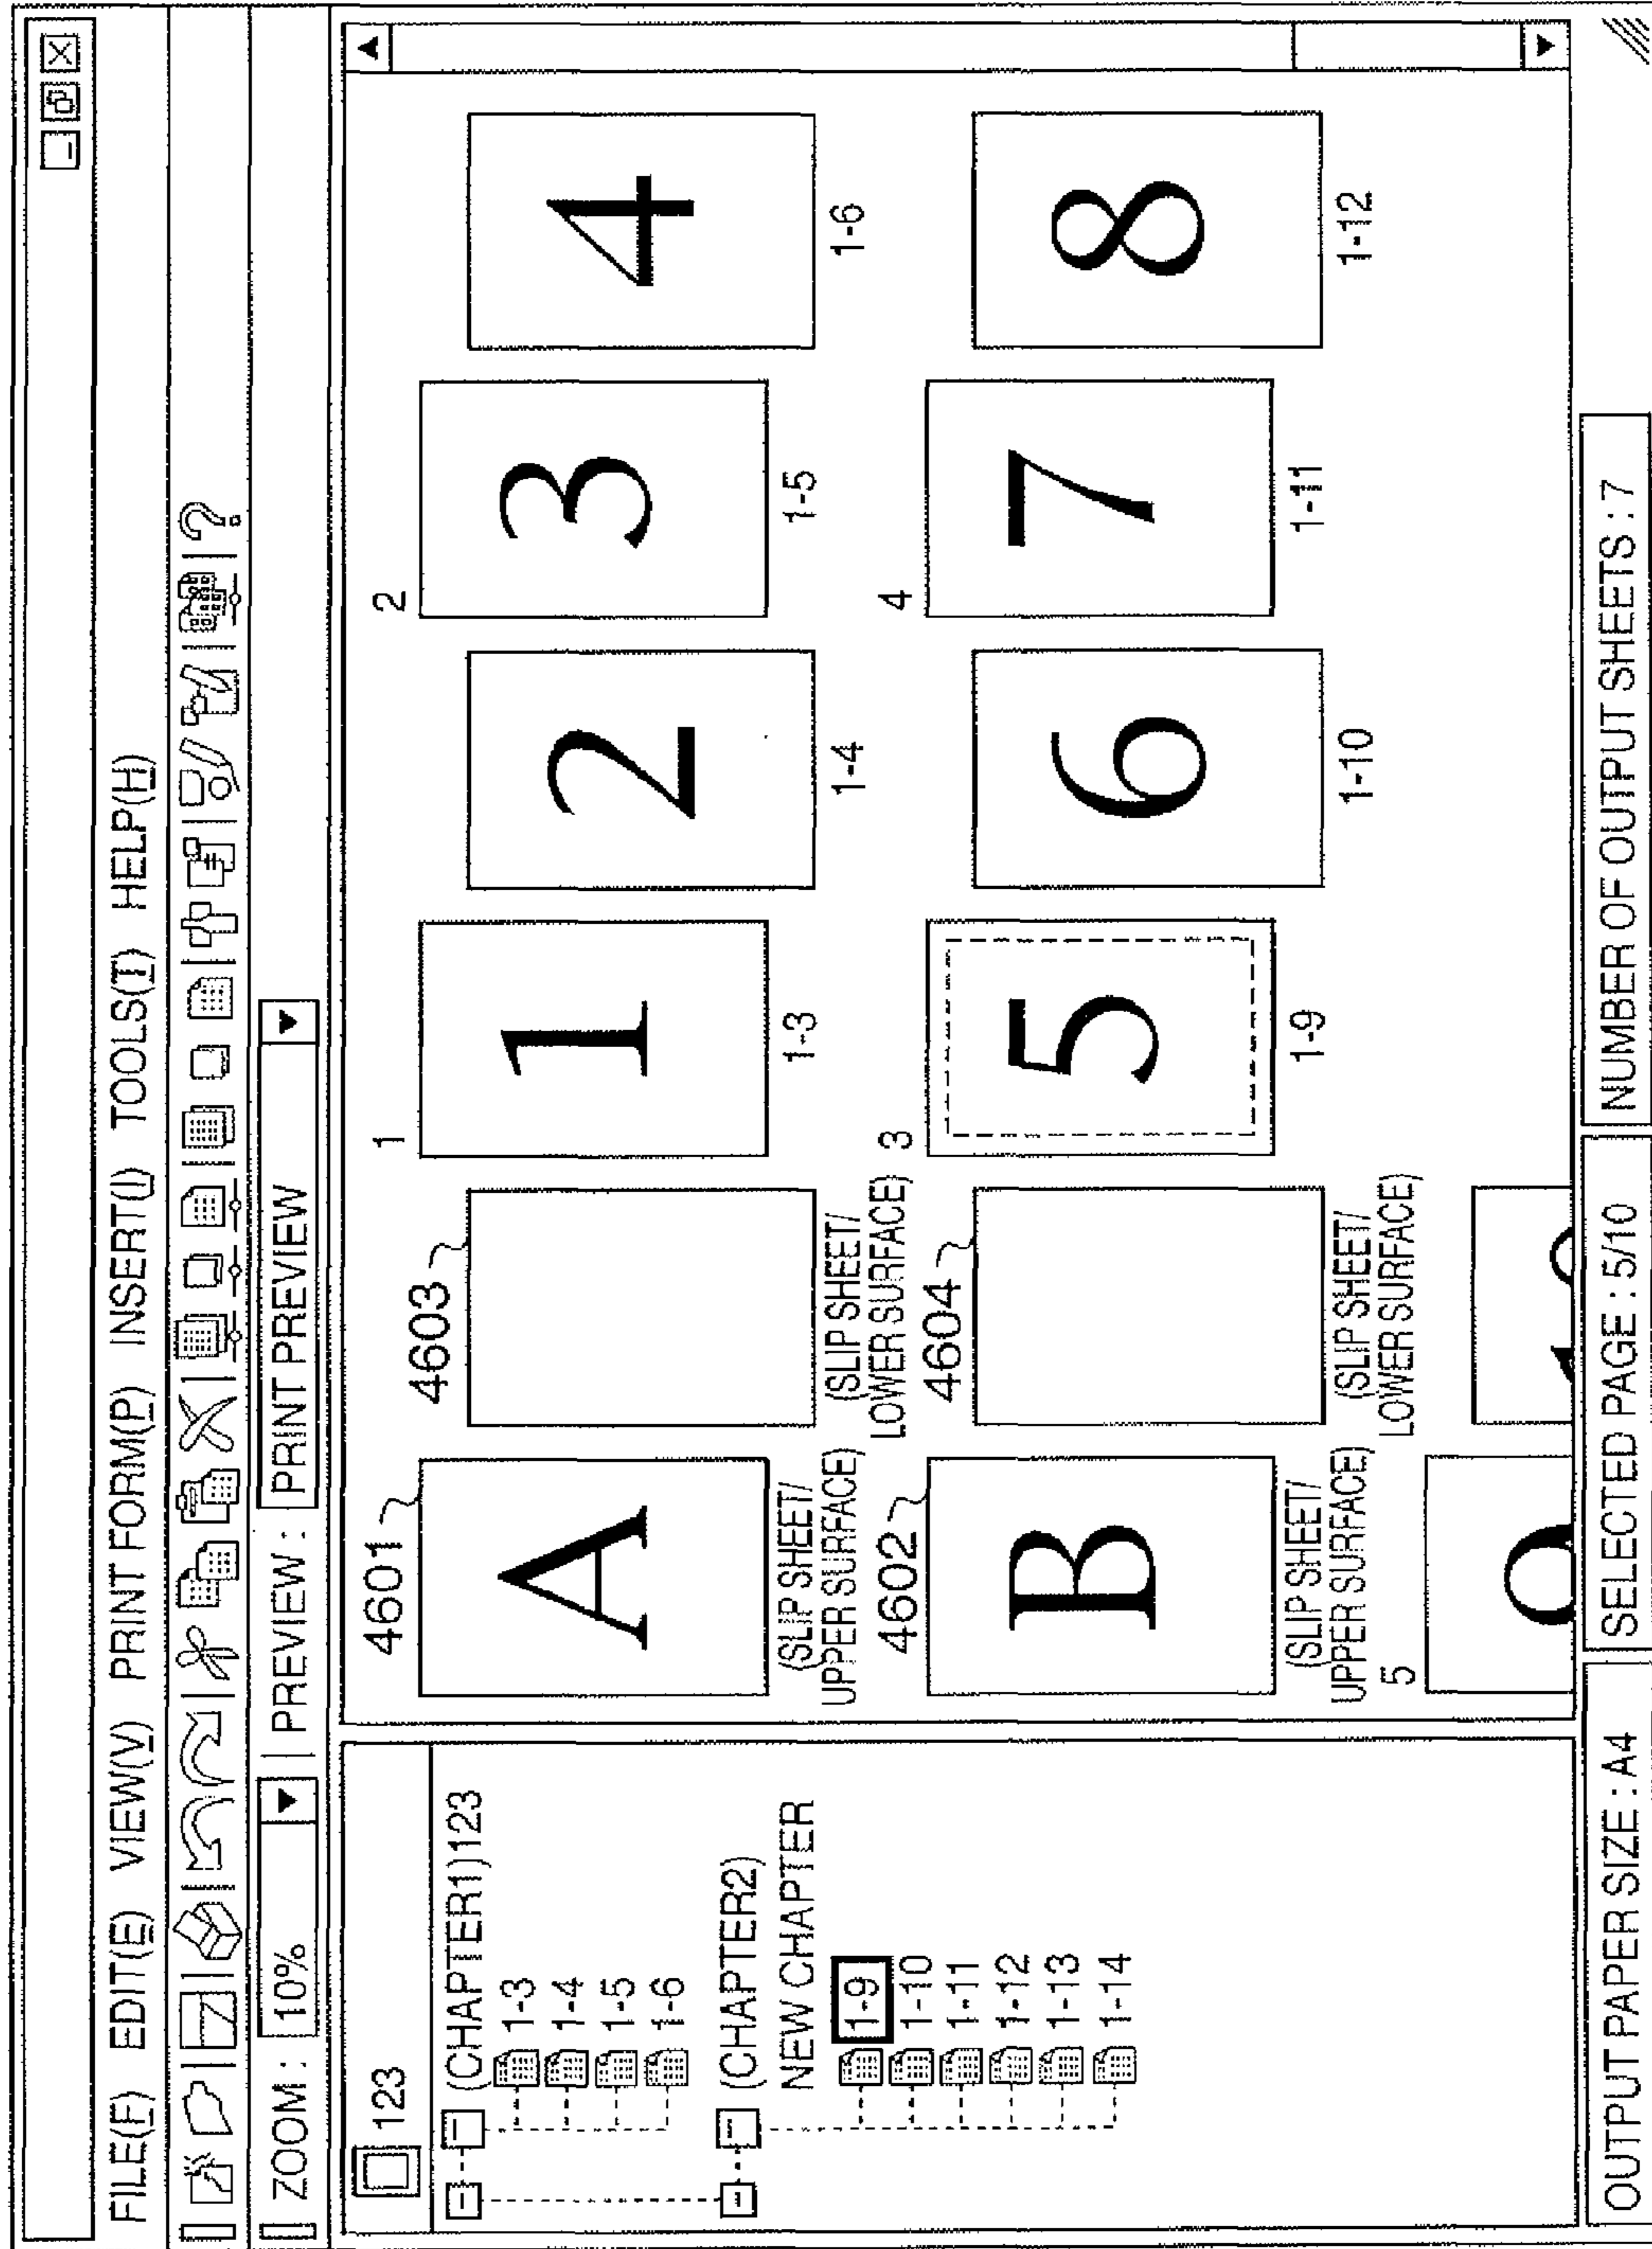 FILE(F) EDIT(E) VIEW(V) PRINT FORM(P) INSERT(I) TOOLS(T) HELP(H)
ZOOM : 10% PREVIEW : PRINT PREVIEW
123
(CHAPTER1)123
1-3
1-4
1-5
1-6
(CHAPTER2)
NEW CHAPTER
1-9
1-10
1-11
1-12
1-13
1-14
4601 4603 1 2
A 1 2 3 4
(SLIP SHEET/
UPPER SURFACE)
(SLIP SHEET/
LOWER SURFACE)
1-3 1-4 1-5 1-6
4602 4604 3 4
B 5 6 7 8
(SLIP SHEET/
UPPER SURFACE)
(SLIP SHEET/
LOWER SURFACE)
1-9 1-10 1-11 1-12
5
OUTPUT PAPER SIZE : A4 SELECTED PAGE : 5/10 NUMBER OF OUTPUT SHEETS : 7